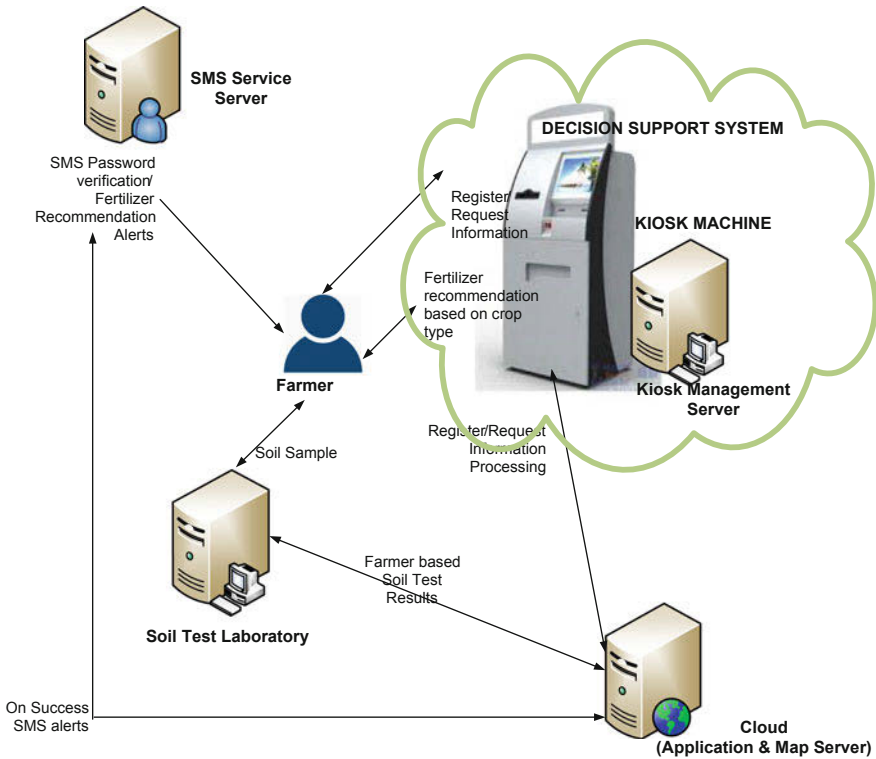 SMS Service
Server
SMS Password
verification/
Fertilizer
Recommendation
Alerts
DECISION SUPPORT SYSTEM
Register/
Request
Information
KIOSK MACHINE
Fertilizer
recommendation
based on crop
type
Farmer
Kiosk Management
Server
Register/Request
Information
Processing
Soil Sample
Farmer based
Soil Test
Results
Soil Test Laboratory
On Success
SMS alerts
Cloud
(Application & Map Server)